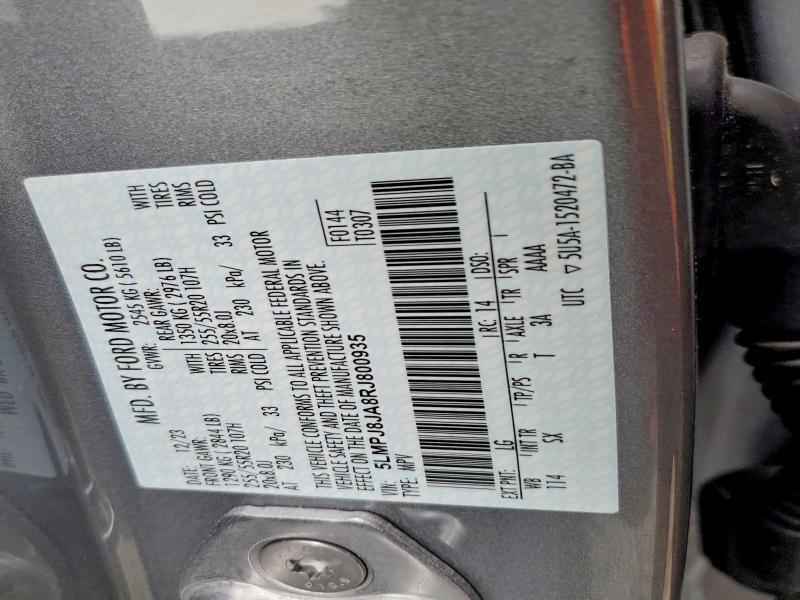 MFD. BY FORD MOTOR CO.
DATE: 12/23 GVWR: 2545 KG ( 5610 LB)
FRONT GAWR: REAR GAWR:
1290 KG ( 2844 LB) WITH 1350 KG ( 2976 LB) WITH
255/55R20 107H TIRES 255/55R20 107H TIRES
20x8.0J RIMS 20x8.0J RIMS
AT 230 kPa/ 33 PSI COLD AT 230 kPa/ 33 PSI COLD
THIS VEHICLE CONFORMS TO ALL APPLICABLE FEDERAL MOTOR
VEHICLE SAFETY AND THEFT PREVENTION STANDARDS IN
EFFECT ON THE DATE OF MANUFACTURE SHOWN ABOVE.
VIN: 5LMPJ8JA8RJ800935 F0144
TYPE: MPV T0307
EXT PNT: LG RC: 14 DSO:
WB INT TR TP/PS R AXLE TR SPR
114 SX T 3A AAAA
UTC ▽ 5U5A-1520472-BA